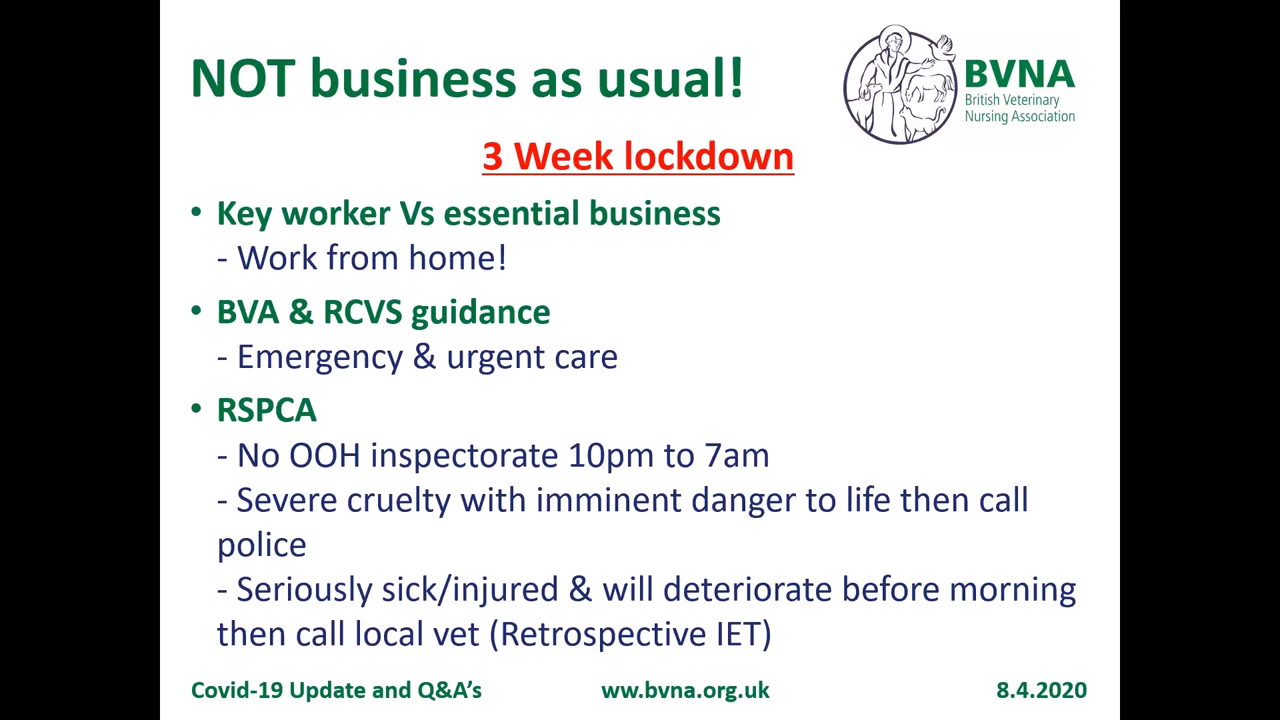 NOT business as usual!
BVNA
British Veterinary
Nursing Association
3 Week lockdown
• Key worker Vs essential business
- Work from home!
• BVA & RCVS guidance
- Emergency & urgent care
• RSPCA
- No OOH inspectorate 10pm to 7am
- Severe cruelty with imminent danger to life then call
police
- Seriously sick/injured & will deteriorate before morning
then call local vet (Retrospective IET)
Covid-19 Update and Q&A’s ww.bvna.org.uk 8.4.2020